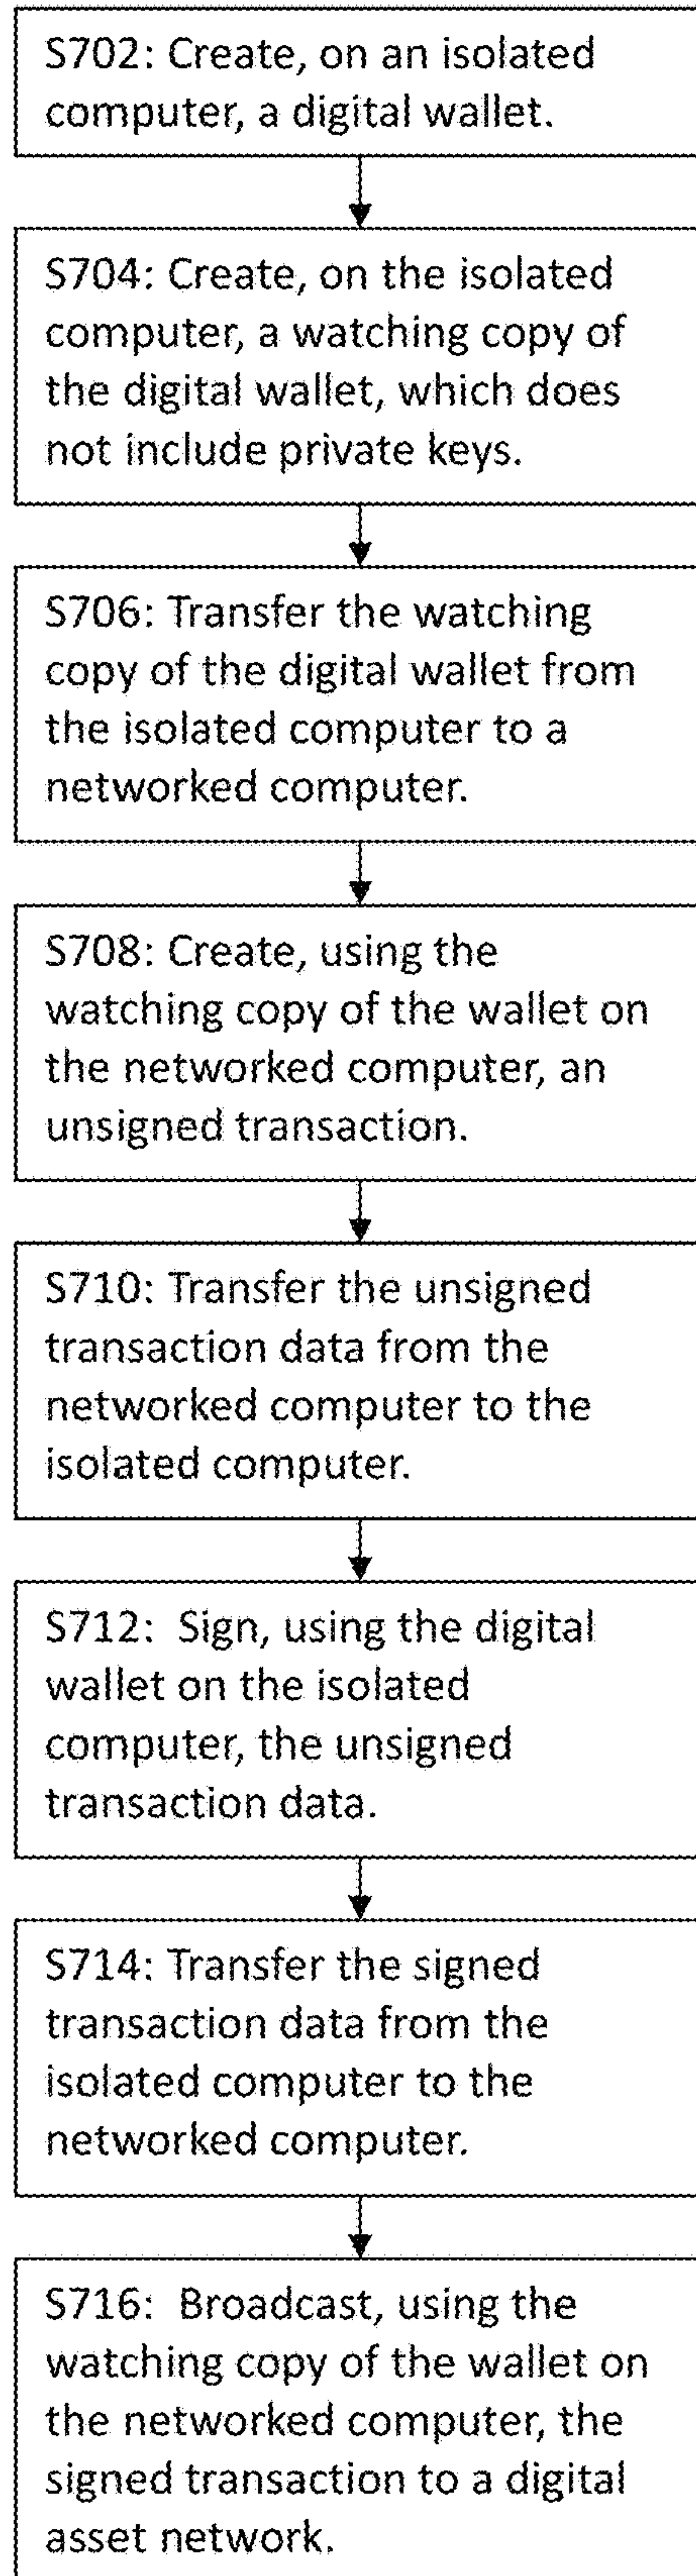 S702: Create, on an isolated
computer, a digital wallet.
S704: Create, on the isolated
computer, a watching copy of
the digital wallet, which does
not include private keys.
S706: Transfer the watching
copy of the digital wallet from
the isolated computer to a
networked computer.
S708: Create, using the
watching copy of the wallet on
the networked computer, an
unsigned transaction.
S710: Transfer the unsigned
transaction data from the
networked computer to the
isolated computer.
S712:  Sign, using the digital
wallet on the isolated
computer, the unsigned
transaction data.
S714: Transfer the signed
transaction data from the
isolated computer to the
networked computer.
S716:  Broadcast, using the
watching copy of the wallet on
the networked computer, the
signed transaction to a digital
asset network.